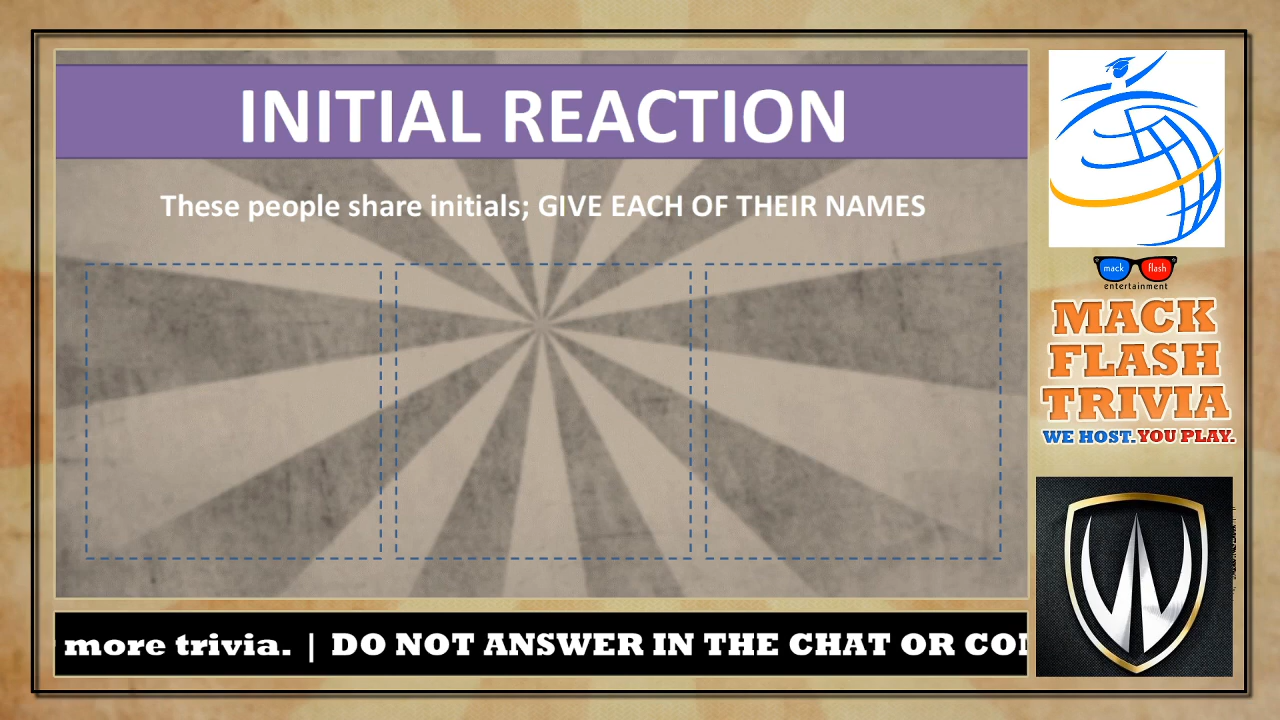 INITIAL REACTION
These people share initials; GIVE EACH OF THEIR NAMES
mack flash
entertainment
MACK
FLASH
TRIVIA
WE HOST. YOU PLAY.
more trivia. | DO NOT ANSWER IN THE CHAT OR